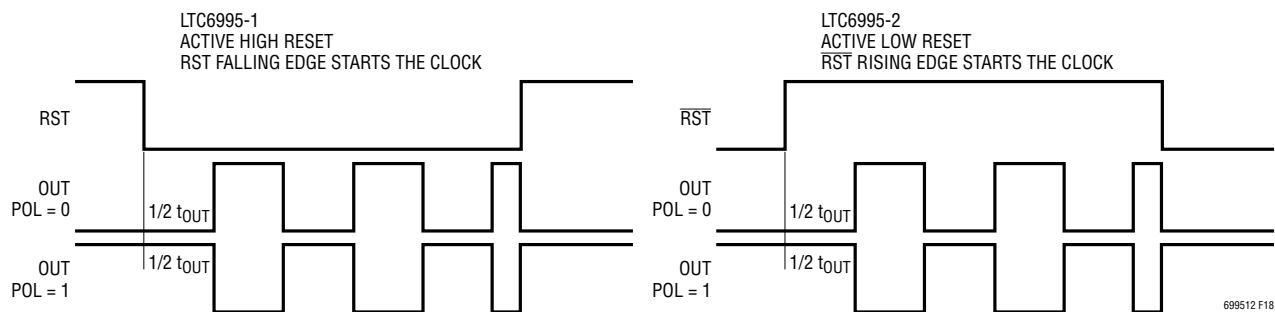 LTC6995-1
ACTIVE HIGH RESET
RST FALLING EDGE STARTS THE CLOCK
RST
OUT
POL = 0
1/2 tOUT
1/2 tOUT
OUT
POL = 1
LTC6995-2
ACTIVE LOW RESET
R̅S̅T̅ RISING EDGE STARTS THE CLOCK
R̅S̅T̅
OUT
POL = 0
1/2 tOUT
1/2 tOUT
OUT
POL = 1
699512 F18